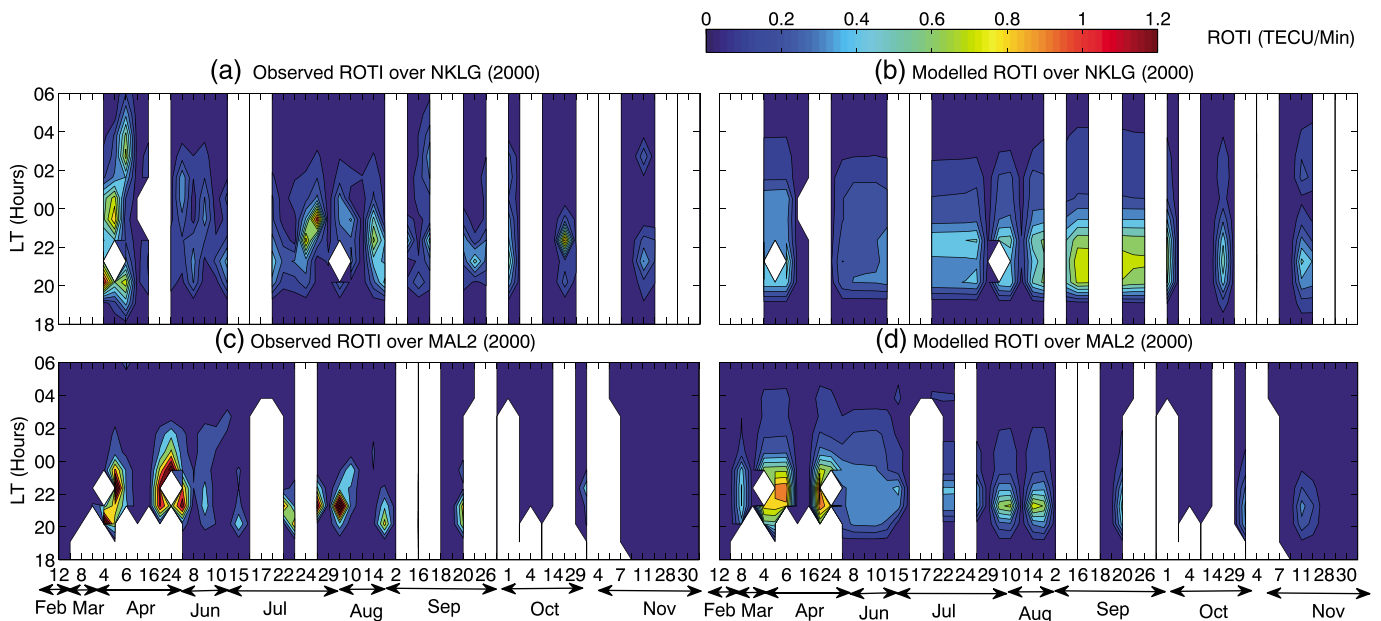 0 0.2 0.4 0.6 0.8 1 1.2
ROTI (TECU/Min)
(a) Observed ROTI over NKLG (2000)
(b) Modelled ROTI over NKLG (2000)
06
04
02
00
22
20
18
LT (Hours)
(c) Observed ROTI over MAL2 (2000)
(d) Modelled ROTI over MAL2 (2000)
06
04
02
00
22
20
18
LT (Hours)
12 8 4 6 16 24 8 10 15 17 22 24 29 10 14 4 16 20 26 1 4 14 29 4 7 11 28 30
12 8 4 6 16 24 4 10 15 17 22 29 10 14 2 16 20 26 1 4 14 29 7 11 28 30
Feb Mar Apr Jun Jul Aug Sep Oct Nov
Feb Mar Apr Jun Jul Aug Sep Oct Nov